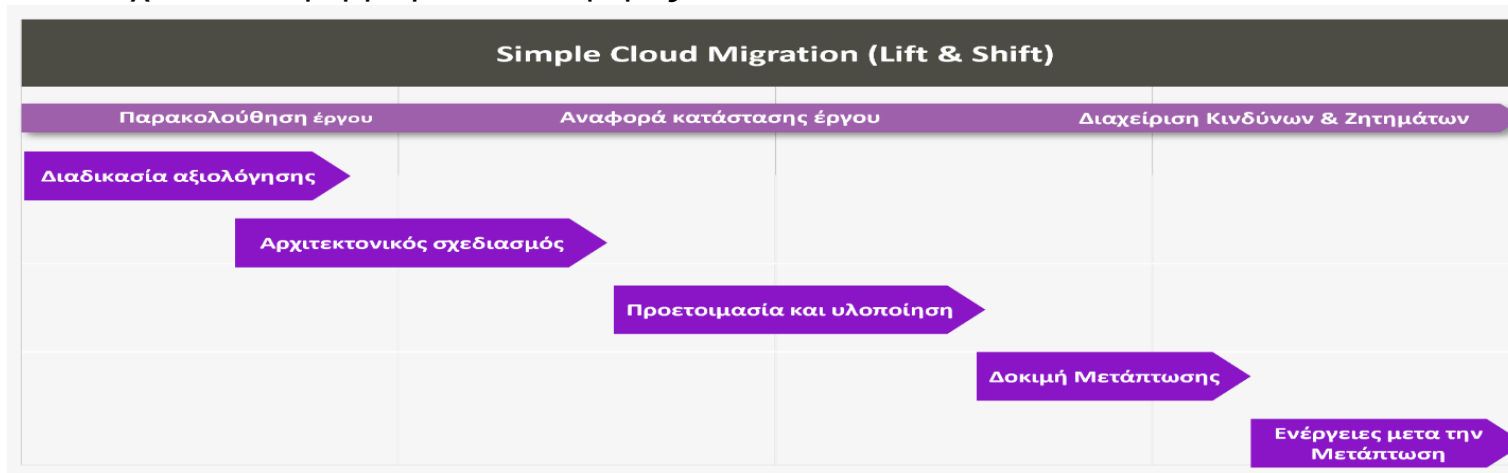 Simple Cloud Migration (Lift & Shift)
Παρακολούθηση έργου Αναφορά κατάστασης έργου Διαχείριση Κινδύνων & Ζητημάτων
Διαδικασία αξιολόγησης
Αρχιτεκτονικός σχεδιασμός
Προετοιμασία και υλοποίηση
Δοκιμή Μετάπτωσης
Ενέργειες μετα την
Μετάπτωση